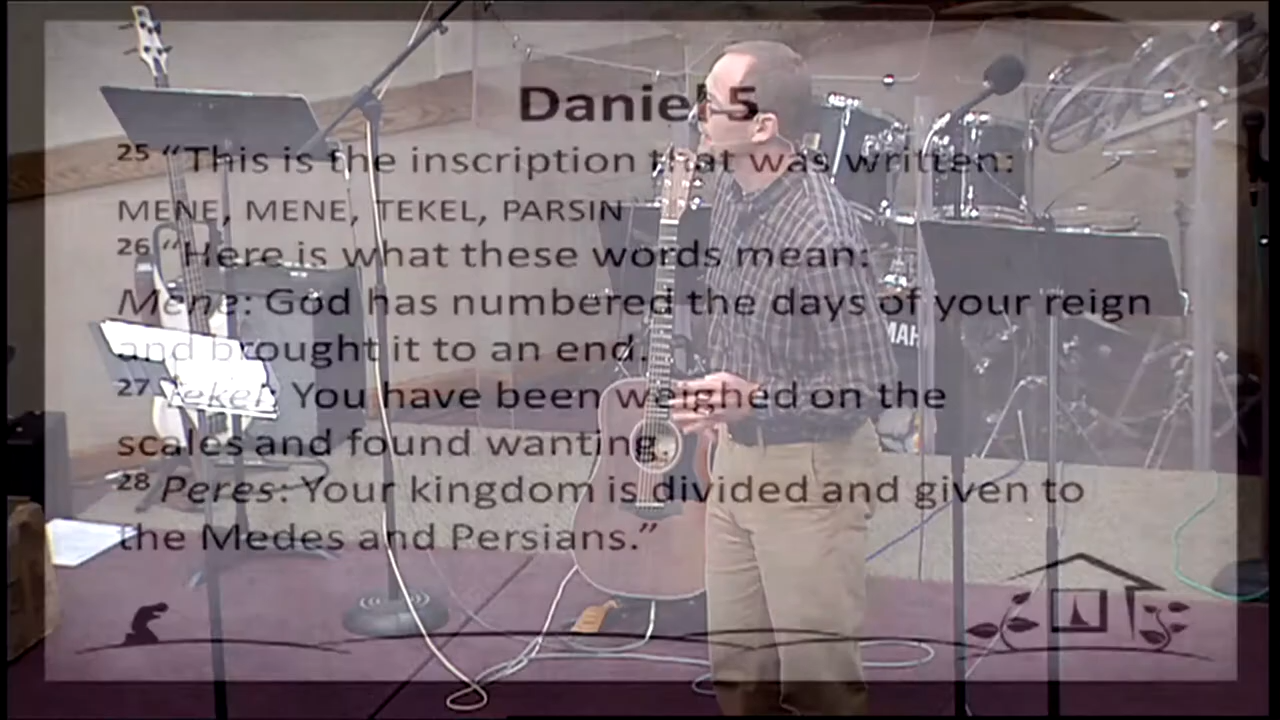 Daniel 5
25 “This is the inscription that was written:
MENE, MENE, TEKEL, PARSIN
26 “Here is what these words mean:
Mene: God has numbered the days of your reign
and brought it to an end.
27 Tekel: You have been weighed on the
scales and found wanting.
28 Peres: Your kingdom is divided and given to
the Medes and Persians.”
MAH